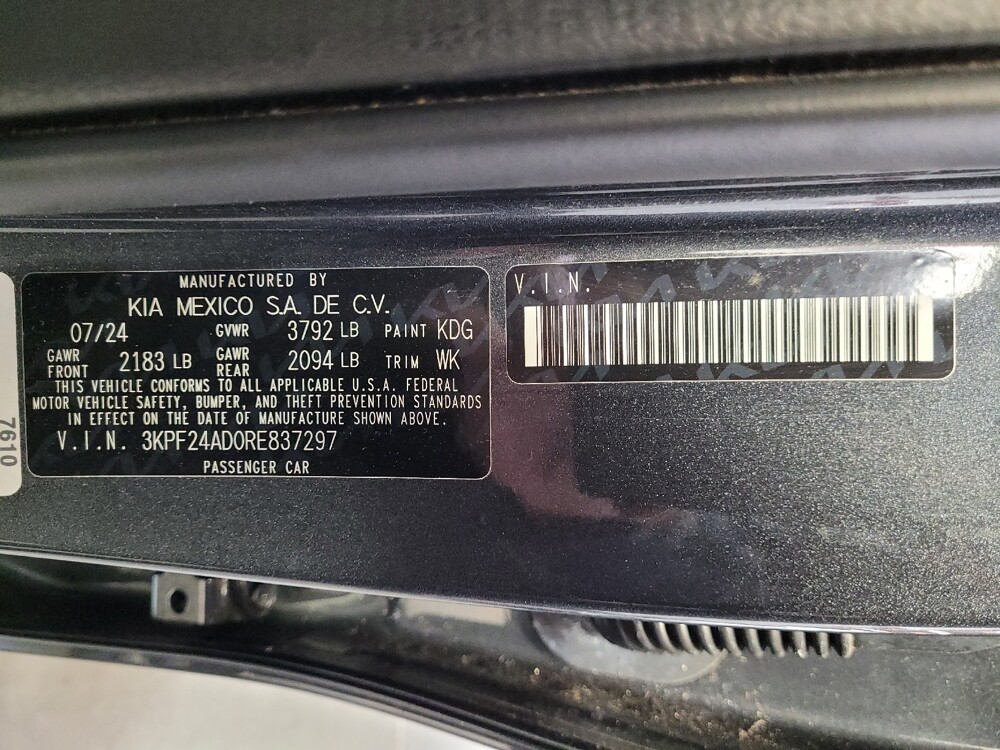 MANUFACTURED BY
KIA MEXICO S.A. DE C.V.
07/24 GVWR 3792 LB PAINT KDG
GAWR FRONT 2183 LB GAWR REAR 2094 LB TRIM WK
THIS VEHICLE CONFORMS TO ALL APPLICABLE U.S.A. FEDERAL
MOTOR VEHICLE SAFETY, BUMPER, AND THEFT PREVENTION STANDARDS
IN EFFECT ON THE DATE OF MANUFACTURE SHOWN ABOVE.
V.I.N. 3KPF24AD0RE837297
PASSENGER CAR
V.I.N.
7610